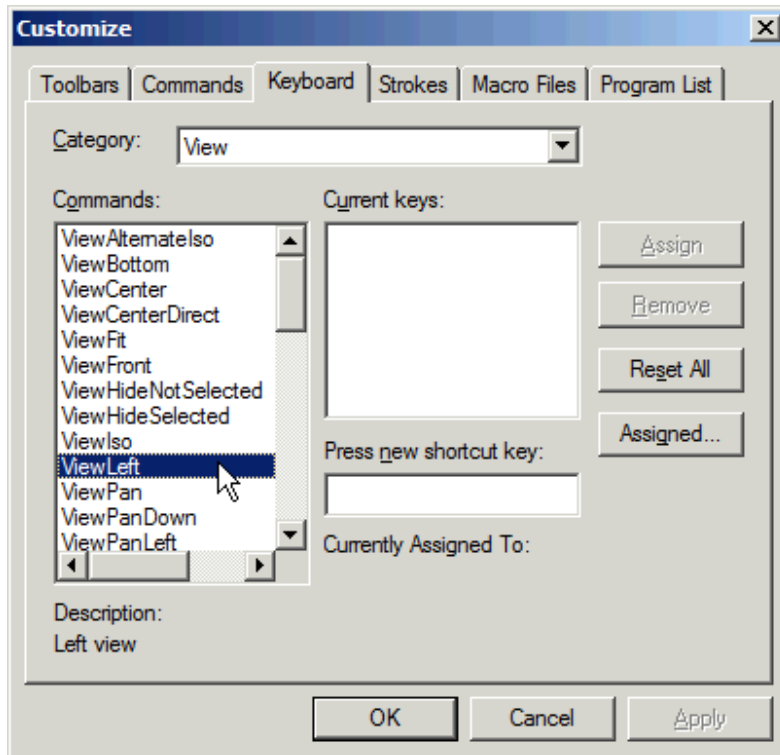 Customize
Toolbars Commands Keyboard Strokes Macro Files Program List
Category: View
Commands: Current keys:
ViewAlternateIso
ViewBottom
ViewCenter
ViewCenterDirect
ViewFit
ViewFront
ViewHideNotSelected
ViewHideSelected
ViewIso
ViewLeft
ViewPan
ViewPanDown
ViewPanLeft
Assign
Remove
Reset All
Assigned...
Press new shortcut key:
Currently Assigned To:
Description:
Left view
OK Cancel Apply